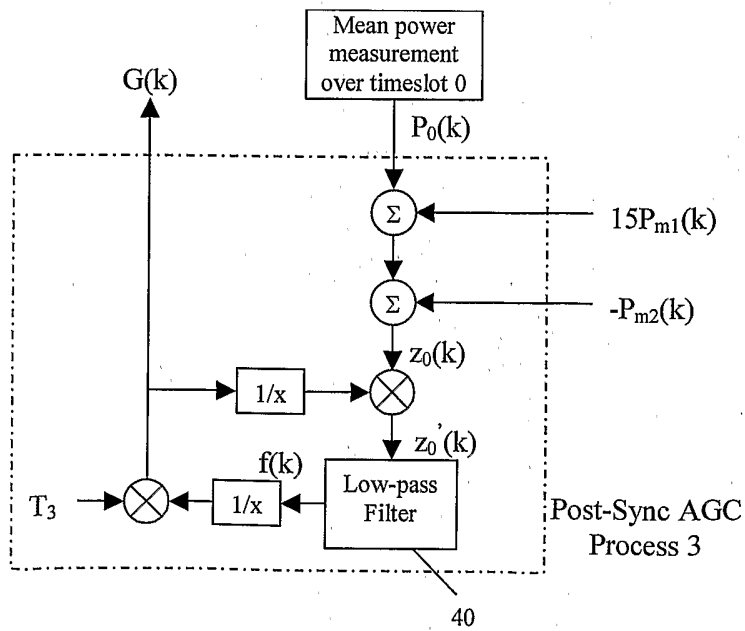 Mean power
measurement
over timeslot 0
G(k)
P₀(k)
Σ
15Pₘ₁(k)
Σ
-Pₘ₂(k)
z₀(k)
1/x
z₀'(k)
f(k)
Low-pass
Filter
T₃
1/x
Post-Sync AGC
Process 3
40